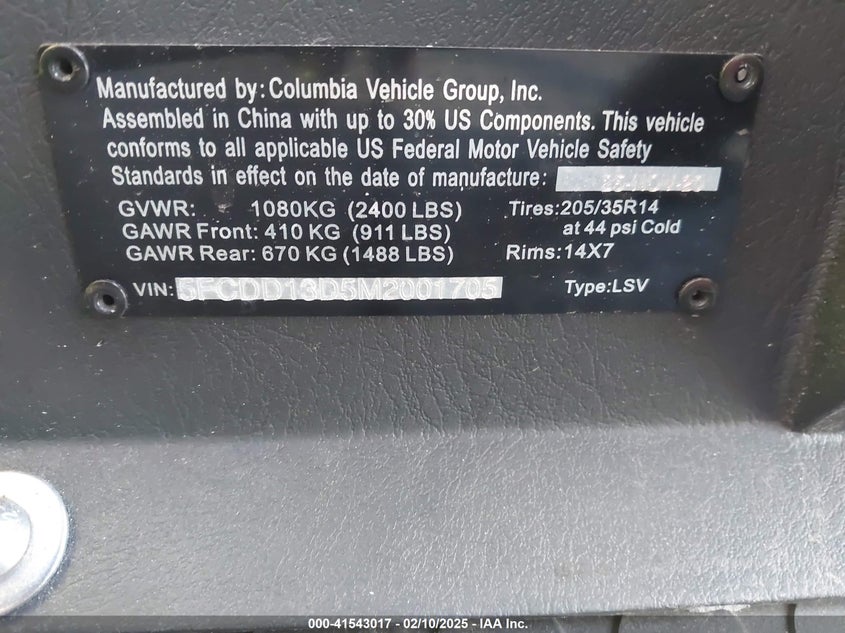 Manufactured by: Columbia Vehicle Group, Inc.
Assembled in China with up to 30% US Components. This vehicle
conforms to all applicable US Federal Motor Vehicle Safety
Standards in effect on the date of manufacture:
GVWR: 1080KG (2400 LBS) Tires:205/35R14
GAWR Front: 410 KG (911 LBS) at 44 psi Cold
GAWR Rear: 670 KG (1488 LBS) Rims:14X7
VIN: 5FCDD13D5M2001705 Type:LSV
000-41543017 - 02/10/2025 - IAA Inc.